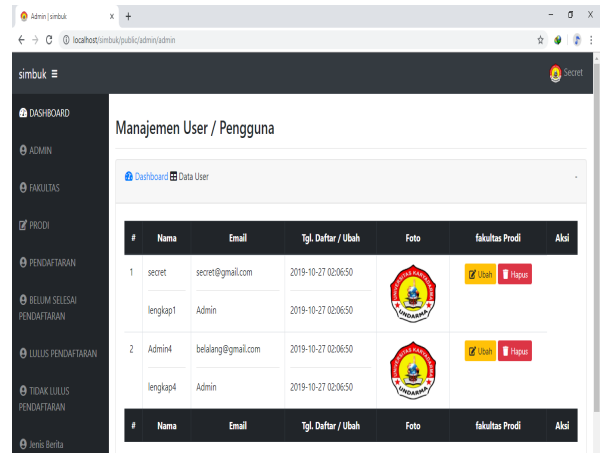 Admin | simbuk
localhost/simbuk/public/admin/admin
simbuk
Secret
DASHBOARD
ADMIN
FAKULTAS
PRODI
PENDAFTARAN
BELUM SELESAI
PENDAFTARAN
LULUS PENDAFTARAN
TIDAK LULUS
PENDAFTARAN
Jenis Berita
Manajemen User / Pengguna
Dashboard Data User
# Nama Email Tgl. Daftar / Ubah Foto fakultas Prodi Aksi
1 secret secret@gmail.com 2019-10-27 02:06:50 Ubah Hapus
lengkap1 Admin 2019-10-27 02:06:50
2 Admin4 belalang@gmail.com 2019-10-27 02:06:50 Ubah Hapus
lengkap4 Admin 2019-10-27 02:06:50
UNDARMA
UNDARMA
# Nama Email Tgl. Daftar / Ubah Foto fakultas Prodi Aksi